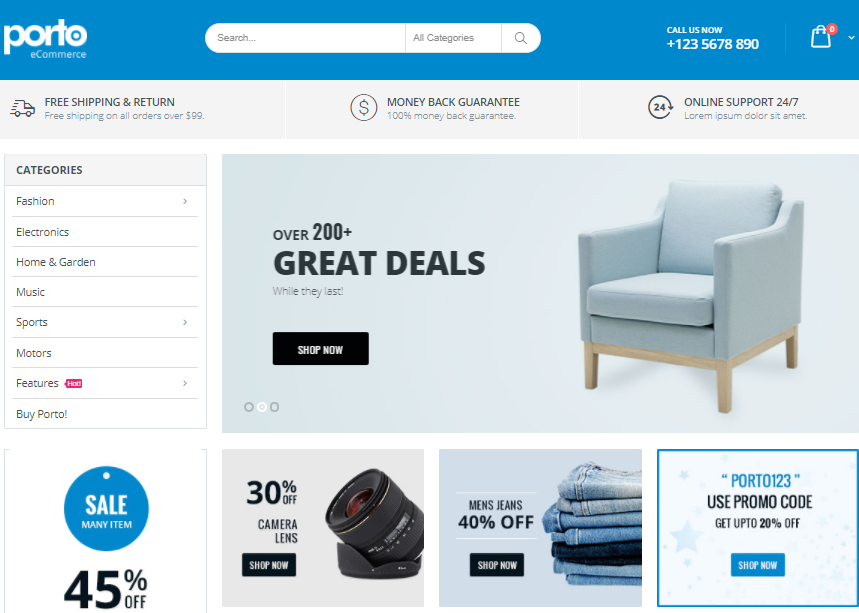 porto
eCommerce
Search...
All Categories
CALL US NOW
+123 5678 890
0
FREE SHIPPING & RETURN
Free shipping on all orders over $99.
$
MONEY BACK GUARANTEE
100% money back guarantee.
24
ONLINE SUPPORT 24/7
Lorem ipsum dolor sit amet.
CATEGORIES
Fashion
Electronics
Home & Garden
Music
Sports
Motors
Features Hot!
Buy Porto!
OVER 200+
GREAT DEALS
While they last!
SHOP NOW
SALE
MANY ITEM
45% OFF
30% OFF
CAMERA
LENS
SHOP NOW
MENS JEANS
40% OFF
SHOP NOW
“ PORTO123 ”
USE PROMO CODE
GET UPTO 20% OFF
SHOP NOW